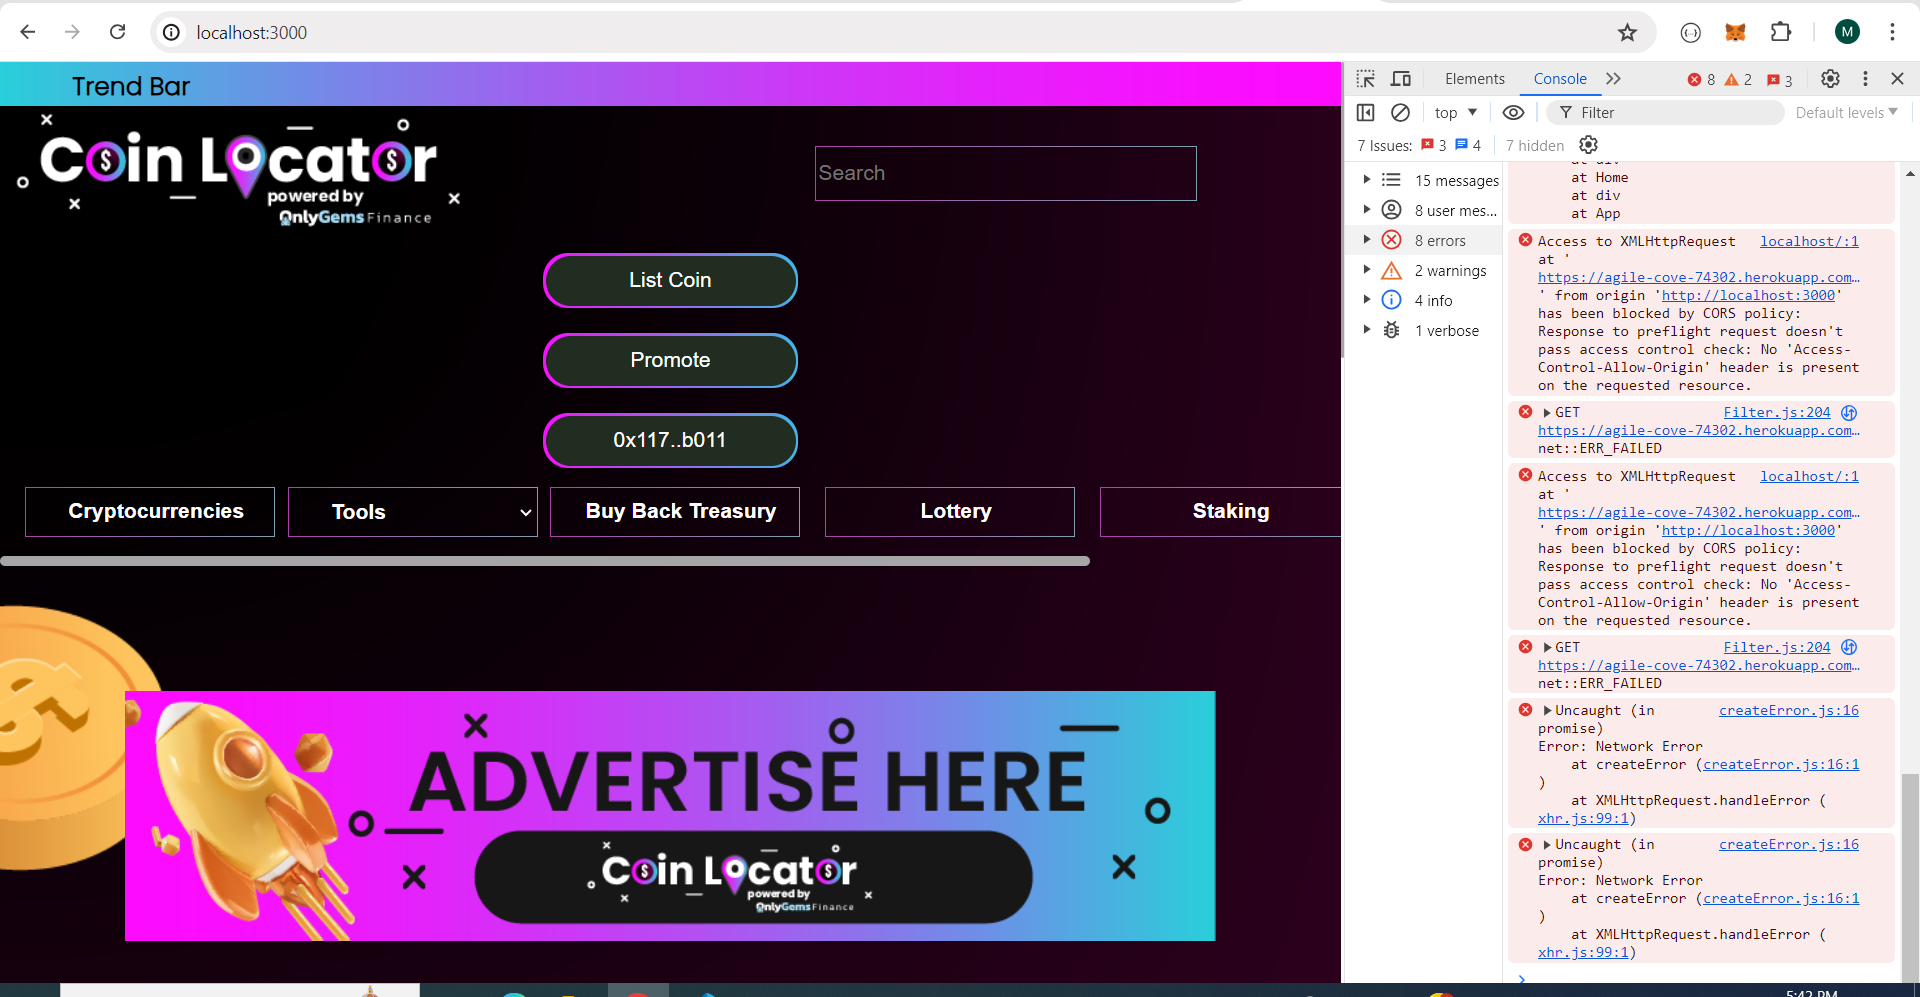 localhost:3000
M
Trend Bar
Coin Locator
powered by
OnlyGems Finance
Search
List Coin
Promote
0x117..b011
Cryptocurrencies
Tools
Buy Back Treasury
Lottery
Staking
ADVERTISE HERE
Coin Locator
powered by
OnlyGems Finance
Elements
Console
8
2
3
top
Filter
Default levels
7 Issues:
3
4
7 hidden
15 messages
8 user mes...
8 errors
2 warnings
4 info
1 verbose
at div
at Home
at div
at App
Access to XMLHttpRequest localhost/:1
at '
https://agile-cove-74302.herokuapp.com…
' from origin 'http://localhost:3000'
has been blocked by CORS policy:
Response to preflight request doesn't
pass access control check: No 'Access-
Control-Allow-Origin' header is present
on the requested resource.
GET Filter.js:204
https://agile-cove-74302.herokuapp.com…
net::ERR_FAILED
Access to XMLHttpRequest localhost/:1
at '
https://agile-cove-74302.herokuapp.com…
' from origin 'http://localhost:3000'
has been blocked by CORS policy:
Response to preflight request doesn't
pass access control check: No 'Access-
Control-Allow-Origin' header is present
on the requested resource.
GET Filter.js:204
https://agile-cove-74302.herokuapp.com…
net::ERR_FAILED
Uncaught (in createError.js:16
promise)
Error: Network Error
at createError (createError.js:16:1
)
at XMLHttpRequest.handleError (
xhr.js:99:1)
Uncaught (in createError.js:16
promise)
Error: Network Error
at createError (createError.js:16:1
)
at XMLHttpRequest.handleError (
xhr.js:99:1)
5:42 PM